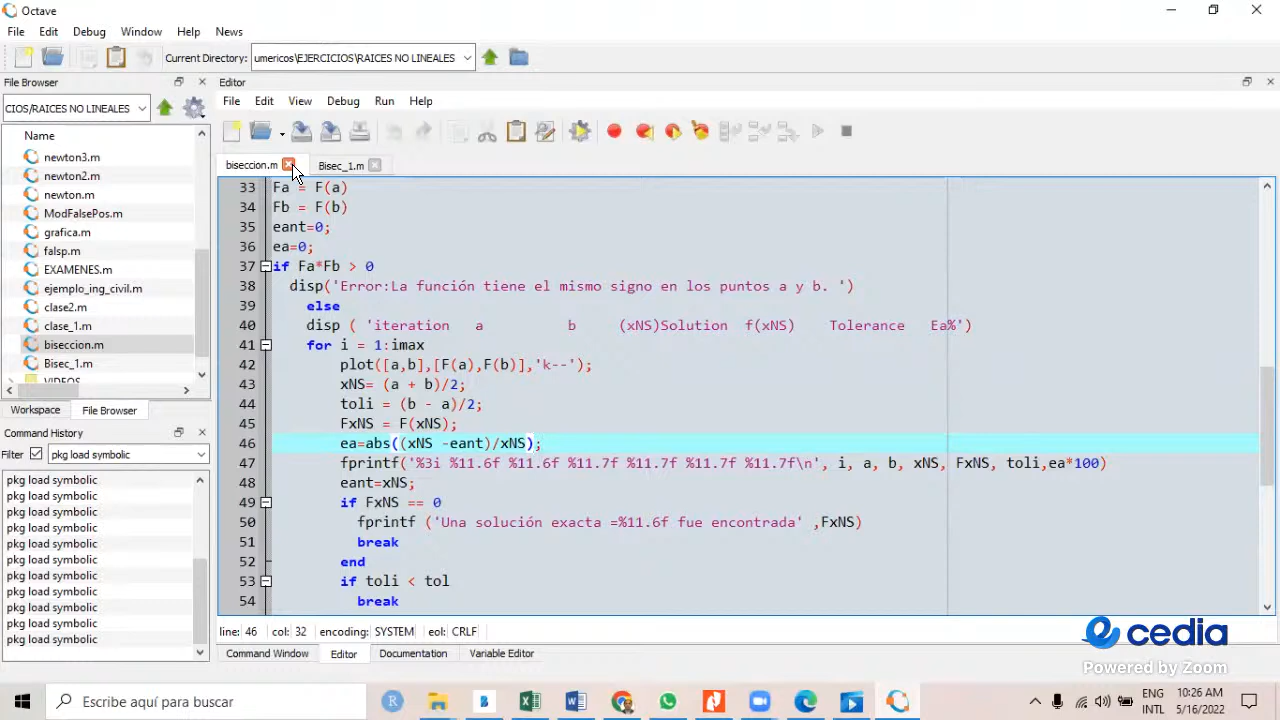 Octave
File Edit Debug Window Help News
Current Directory: umericos\EJERCICIOS\RAICES NO LINEALES
File Browser
Editor
CIOS/RAICES NO LINEALES
File Edit View Debug Run Help
Name
newton3.m
newton2.m
newton.m
ModFalsePos.m
grafica.m
falsp.m
EXAMENES.m
ejemplo_ing_civil.m
clase2.m
clase_1.m
biseccion.m
Bisec_1.m
VIDEOS
Workspace File Browser
Command History
Filter pkg load symbolic
pkg load symbolic
pkg load symbolic
pkg load symbolic
pkg load symbolic
pkg load symbolic
pkg load symbolic
pkg load symbolic
pkg load symbolic
pkg load symbolic
pkg load symbolic
pkg load symbolic
biseccion.m Bisec_1.m
33 Fa = F(a)
34 Fb = F(b)
35 eant=0;
36 ea=0;
37 if Fa*Fb > 0
38 disp('Error:La función tiene el mismo signo en los puntos a y b. ')
39 else
40 disp ( 'iteration a b (xNS)Solution f(xNS) Tolerance Ea%')
41 for i = 1:imax
42 plot([a,b],[F(a),F(b)],'k--');
43 xNS= (a + b)/2;
44 toli = (b - a)/2;
45 FxNS = F(xNS);
46 ea=abs((xNS -eant)/xNS);
47 fprintf('%3i %11.6f %11.6f %11.7f %11.7f %11.7f %11.7f\n', i, a, b, xNS, FxNS, toli,ea*100)
48 eant=xNS;
49 if FxNS == 0
50 fprintf ('Una solución exacta =%11.6f fue encontrada' ,FxNS)
51 break
52 end
53 if toli < tol
54 break
line: 46 col: 32 encoding: SYSTEM eol: CRLF
Command Window Editor Documentation Variable Editor
cedia
Powered by Zoom
Escribe aquí para buscar
ENG
INTL
10:26 AM
5/16/2022